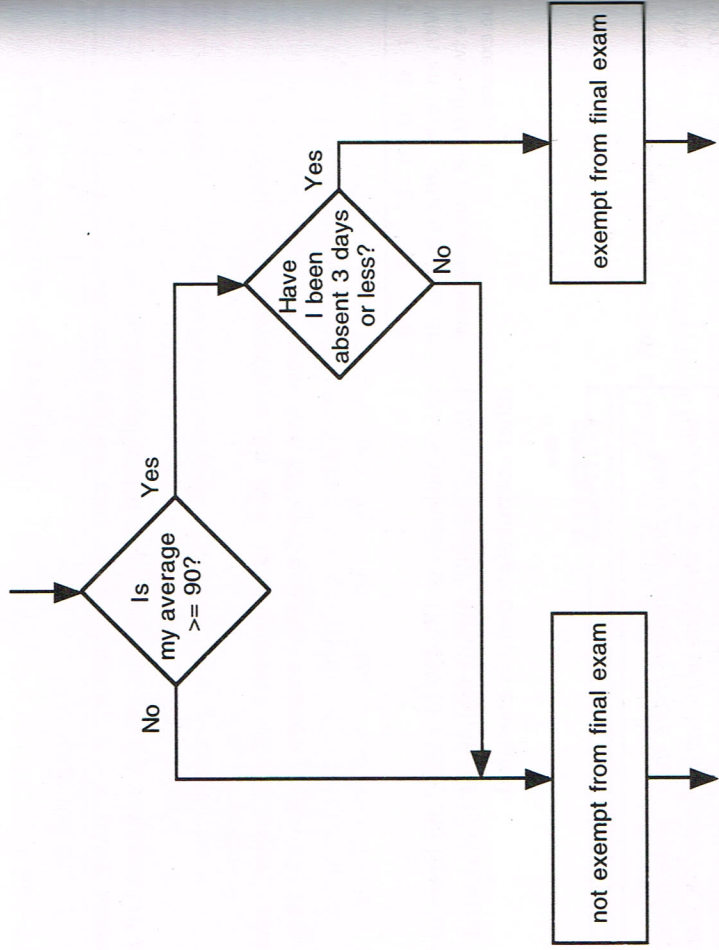 Is
my average
>= 90?
No
Yes
Have
I been
absent 3 days
or less?
Yes
No
not exempt from final exam
exempt from final exam